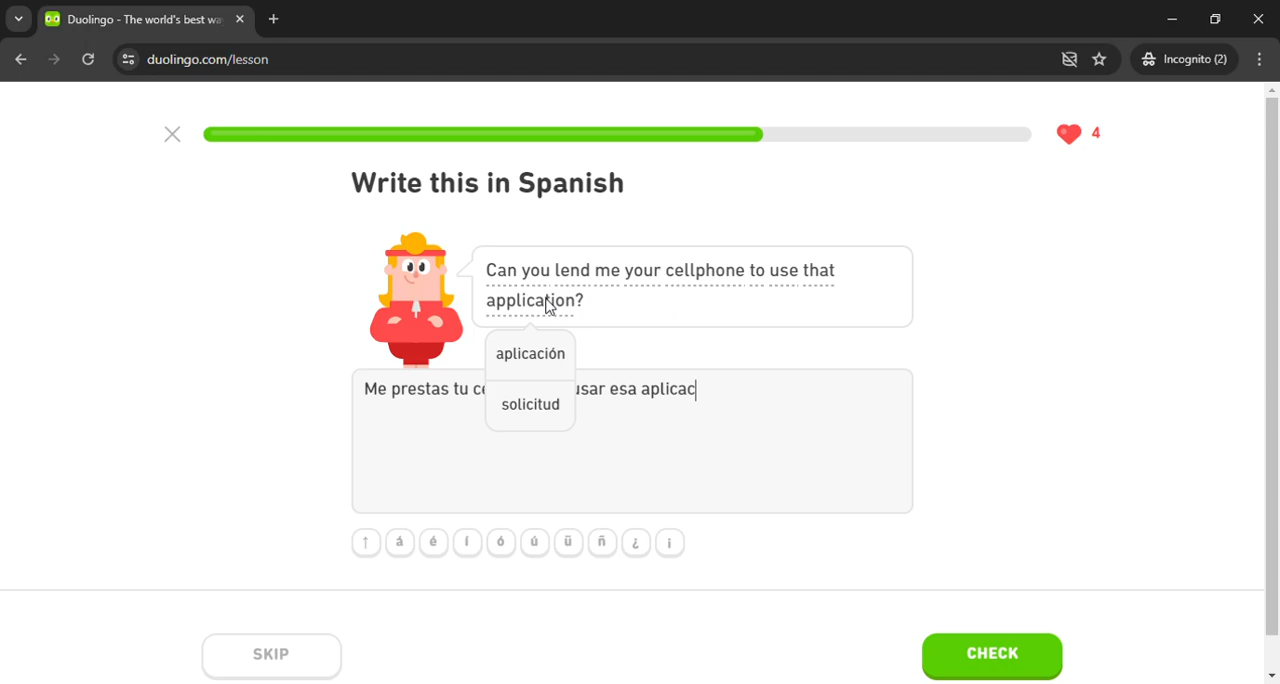 Duolingo - The world's best wa
duolingo.com/lesson
Incognito (2)
4
Write this in Spanish
Can you lend me your cellphone to use that
application?
aplicación
solicitud
Me prestas tu ce usar esa aplicac
↑ á é í ó ú ü ñ ¿ ¡
SKIP
CHECK